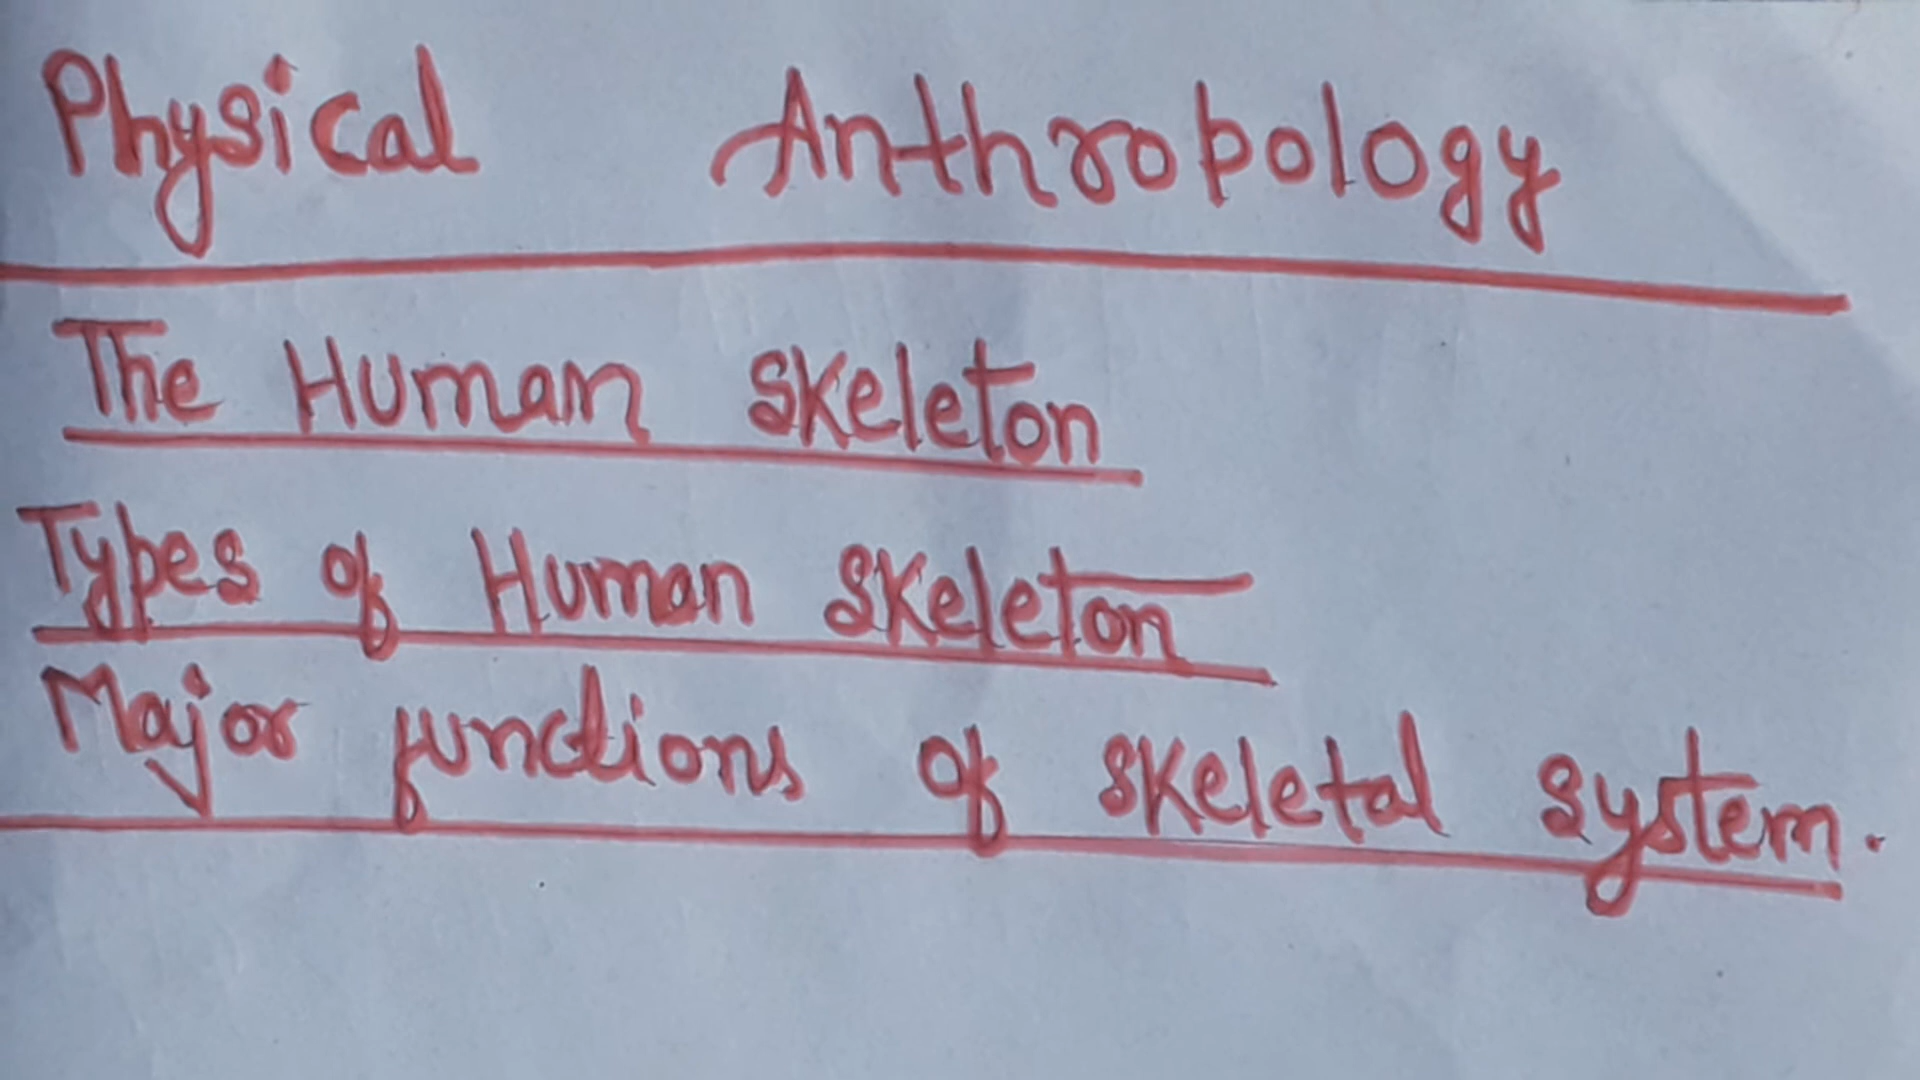 Physical Anthropology
The Human Skeleton
Types of Human Skeleton
Major functions of skeletal system.